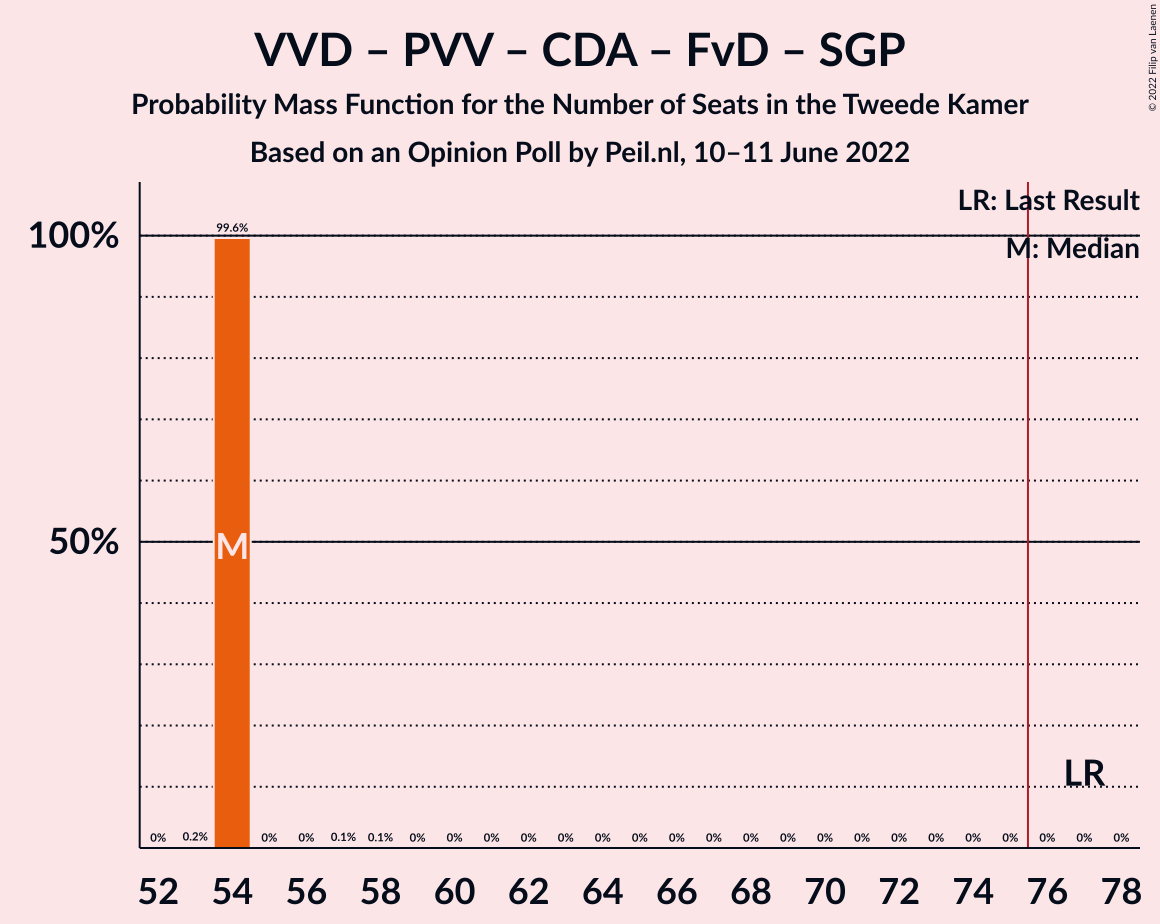 VVD – PVV – CDA – FvD – SGP
Probability Mass Function for the Number of Seats in the Tweede Kamer
Based on an Opinion Poll by Peil.nl, 10–11 June 2022
© 2022 Filip van Laenen
LR: Last Result
M: Median
100%
50%
99.6%
M
LR
0% 0.2% 0% 0% 0.1% 0.1% 0% 0% 0% 0% 0% 0% 0% 0% 0% 0% 0% 0% 0% 0% 0% 0% 0% 0% 0% 0%
52 54 56 58 60 62 64 66 68 70 72 74 76 78